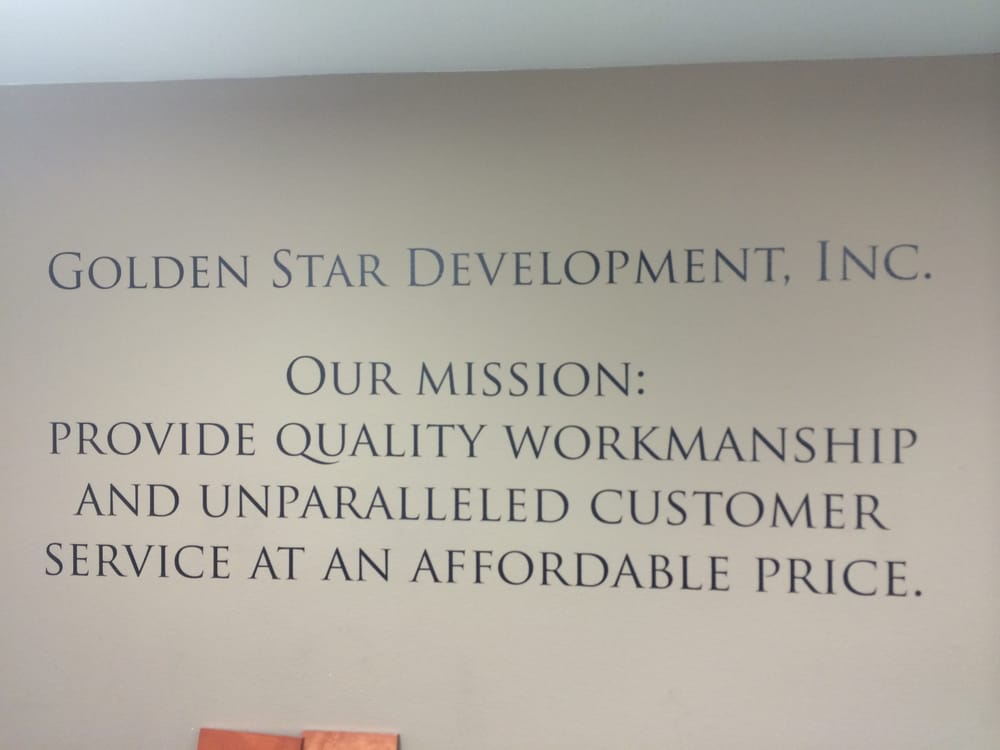 Golden Star Development, Inc.
Our mission:
provide quality workmanship
and unparalleled customer
service at an affordable price.